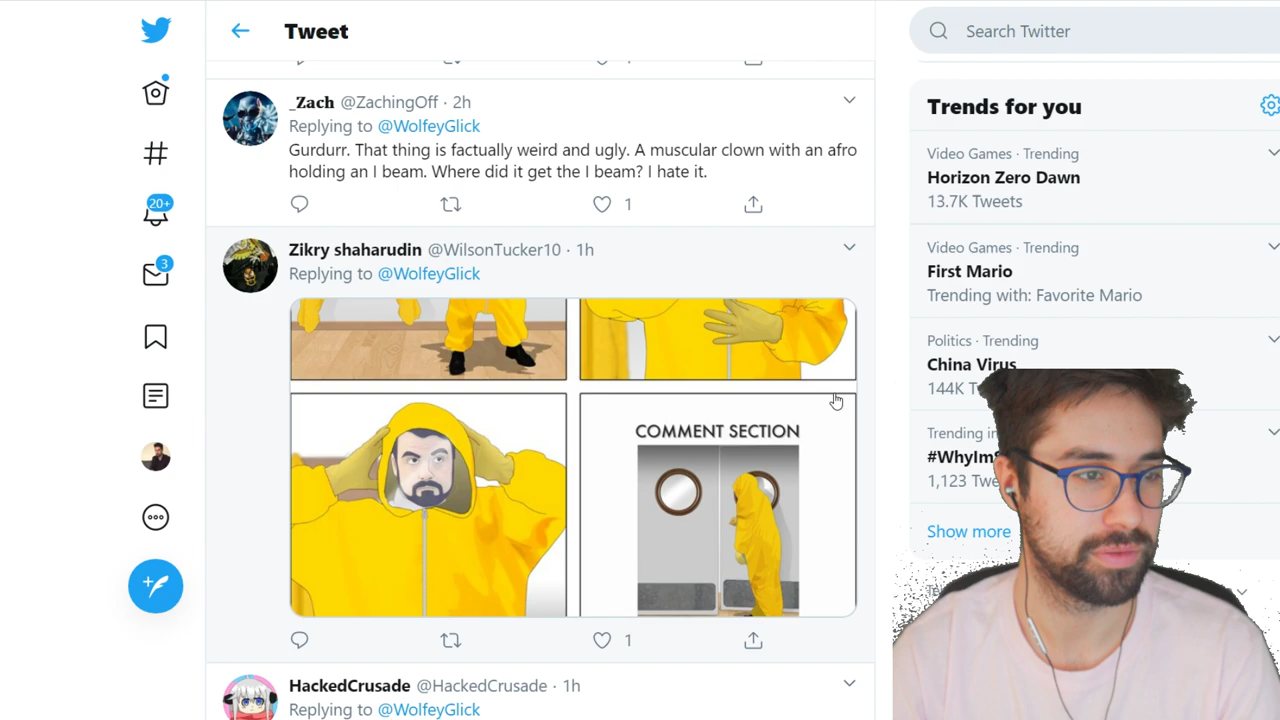 Tweet
Search Twitter
1
_Zach @ZachingOff · 2h
Replying to @WolfeyGlick
Gurdurr. That thing is factually weird and ugly. A muscular clown with an afro
holding an I beam. Where did it get the I beam? I hate it.
1
Zikry shaharudin @WilsonTucker10 · 1h
Replying to @WolfeyGlick
COMMENT SECTION
1
HackedCrusade @HackedCrusade · 1h
Replying to @WolfeyGlick
20+
3
Trends for you
Video Games · Trending
Horizon Zero Dawn
13.7K Tweets
Video Games · Trending
First Mario
Trending with: Favorite Mario
Politics · Trending
China Virus
144K
Trending
1,123
Show more